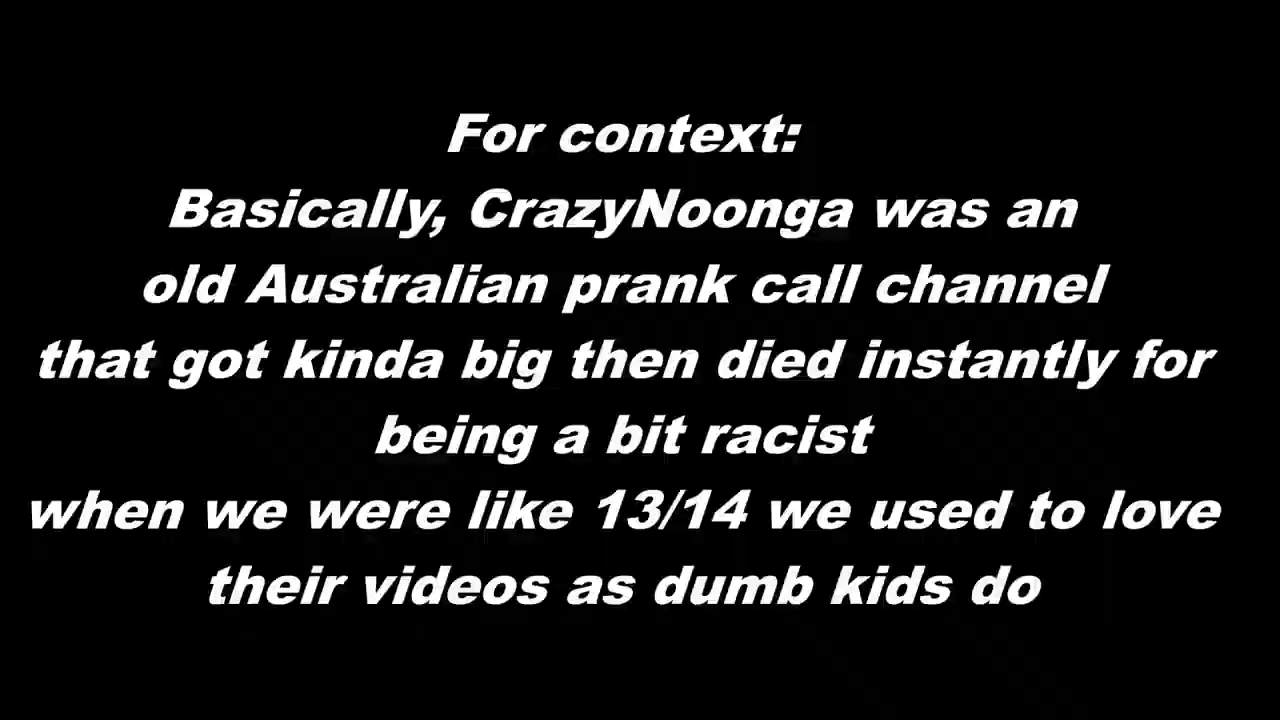 For context:
Basically, CrazyNoonga was an
old Australian prank call channel
that got kinda big then died instantly for
being a bit racist
when we were like 13/14 we used to love
their videos as dumb kids do